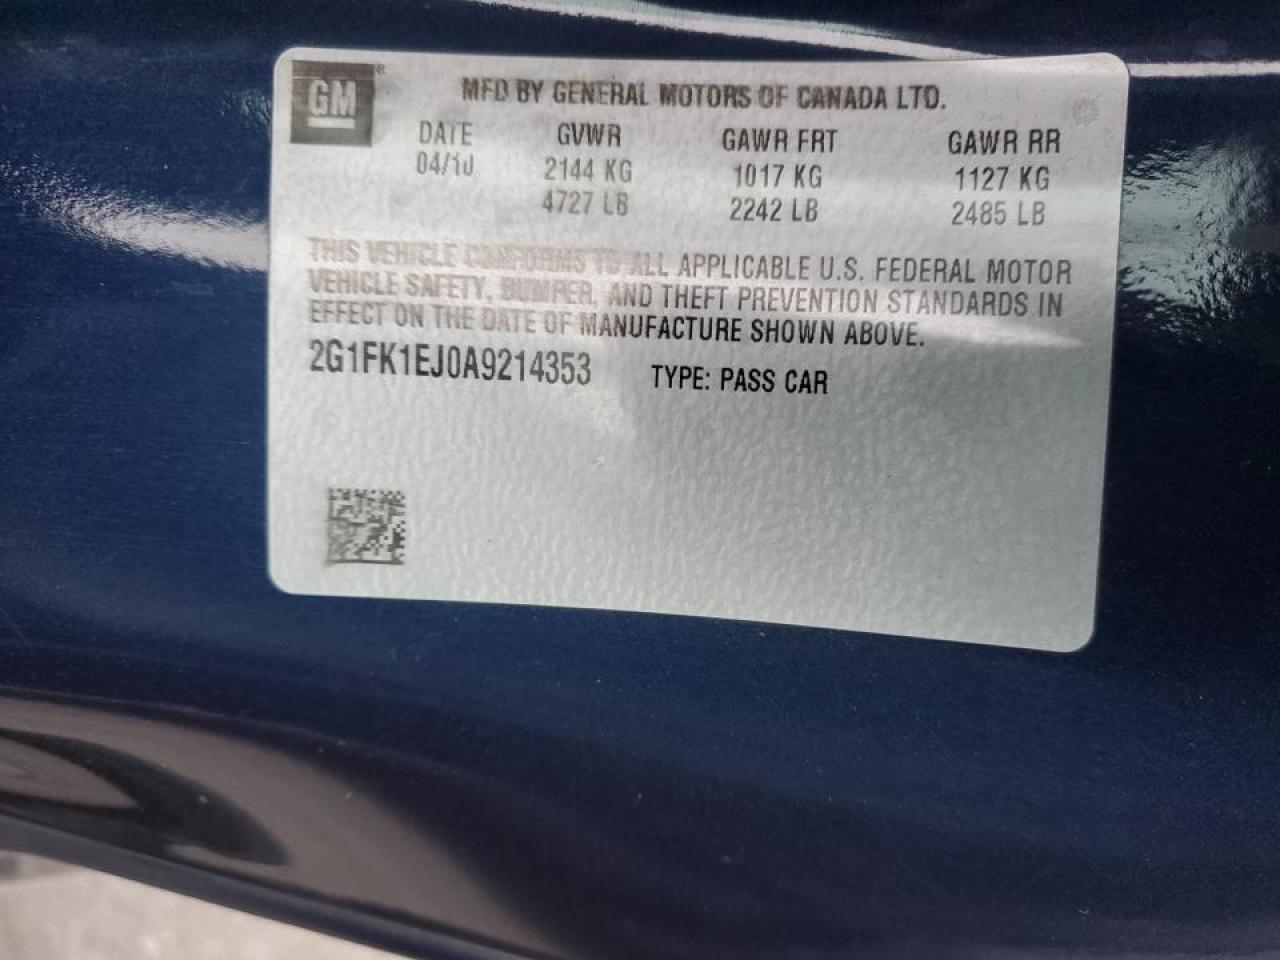 GM
MFD BY GENERAL MOTORS OF CANADA LTD.
DATE GVWR GAWR FRT GAWR RR
04/10 2144 KG 1017 KG 1127 KG
4727 LB 2242 LB 2485 LB
THIS VEHICLE CONFORMS TO ALL APPLICABLE U.S. FEDERAL MOTOR
VEHICLE SAFETY, BUMPER, AND THEFT PREVENTION STANDARDS IN
EFFECT ON THE DATE OF MANUFACTURE SHOWN ABOVE.
2G1FK1EJ0A9214353 TYPE: PASS CAR